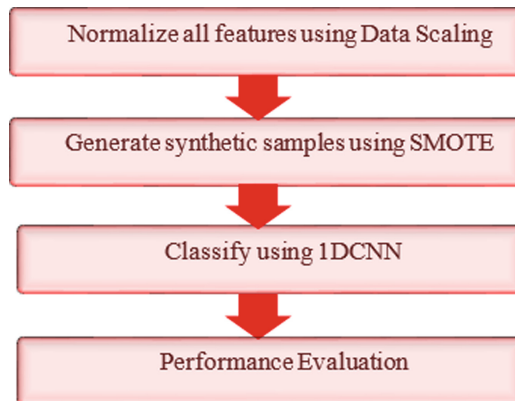 Normalize all features using Data Scaling
Generate synthetic samples using SMOTE
Classify using 1DCNN
Performance Evaluation